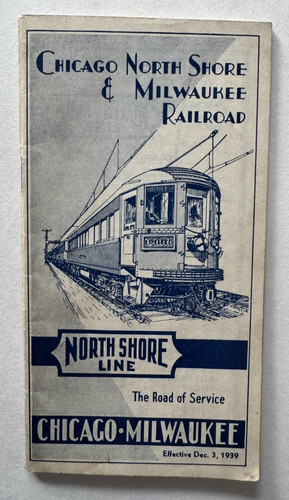 CHICAGO NORTH SHORE
& MILWAUKEE
RAILROAD
NORTH SHORE
LINE
The Road of Service
CHICAGO·MILWAUKEE
Effective Dec. 3, 1939